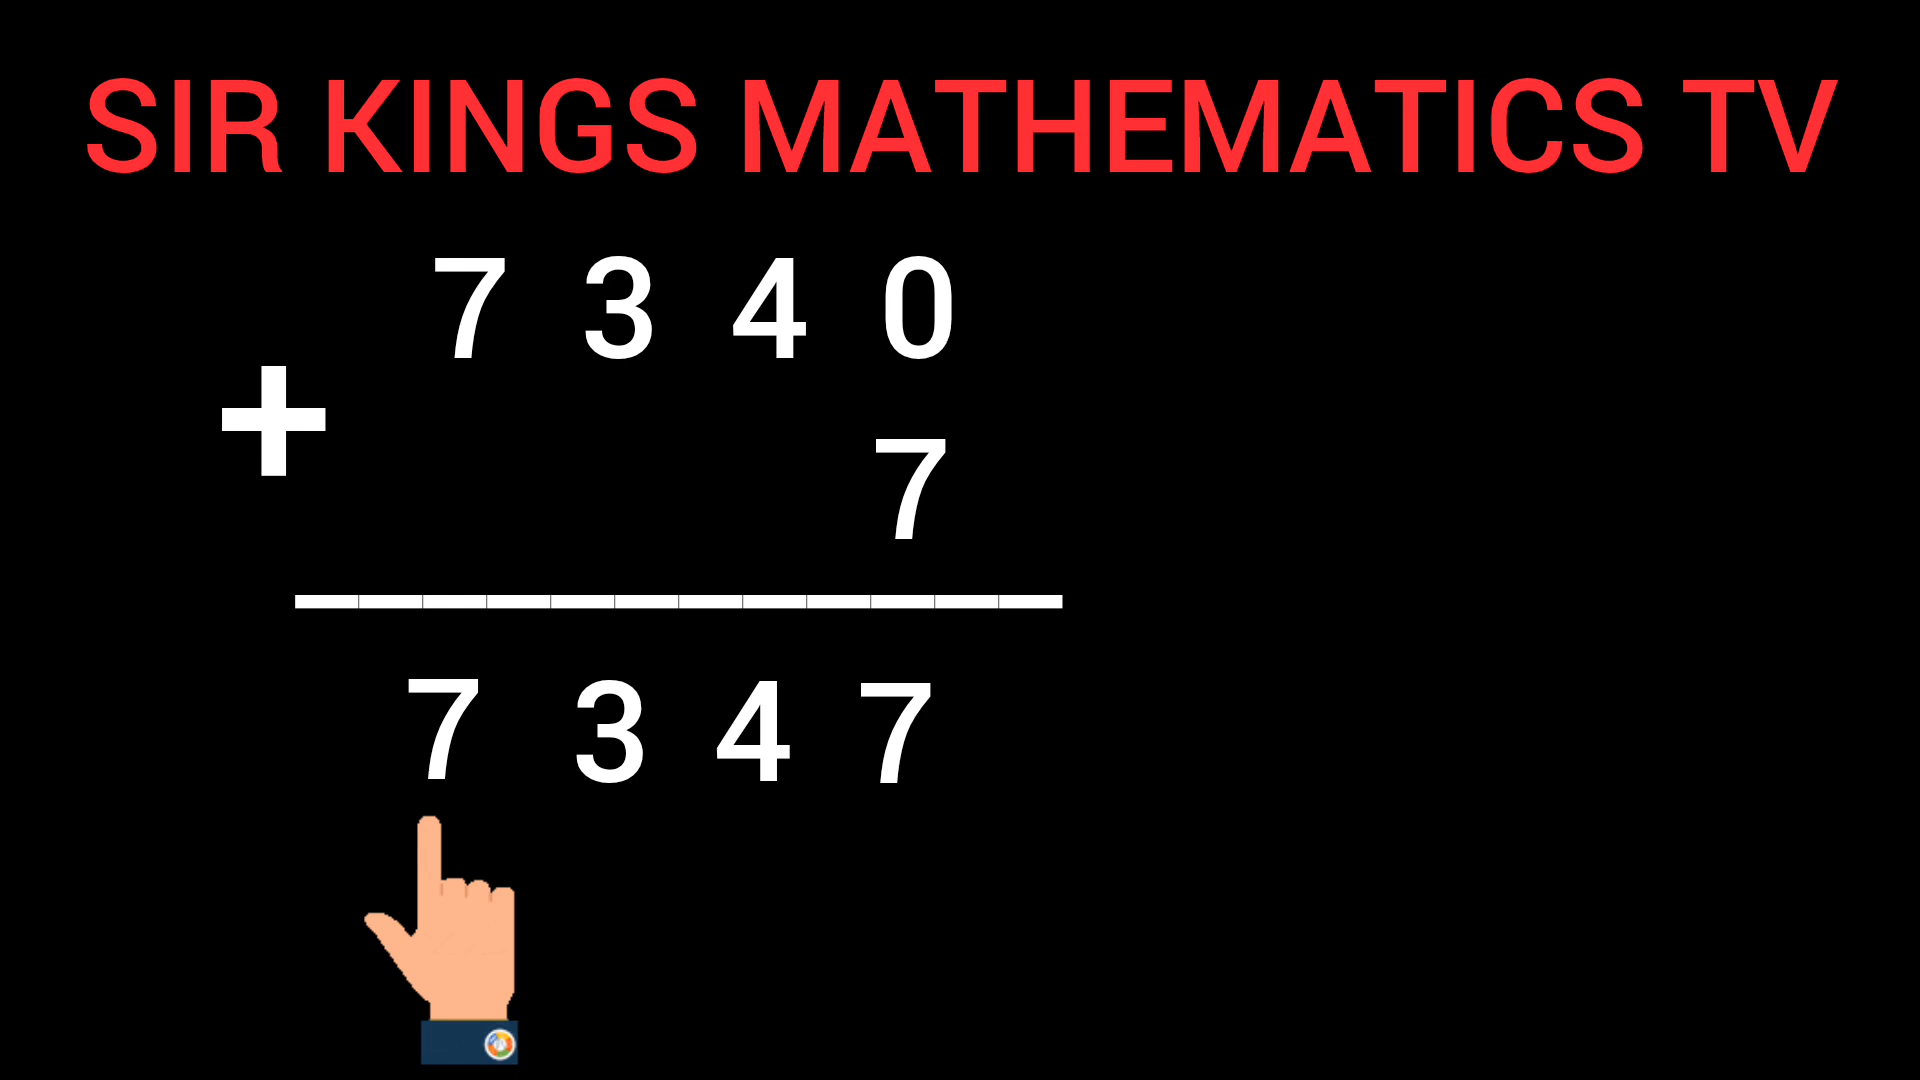 SIR KINGS MATHEMATICS TV
7 3 4 0
+
7
7 3 4 7